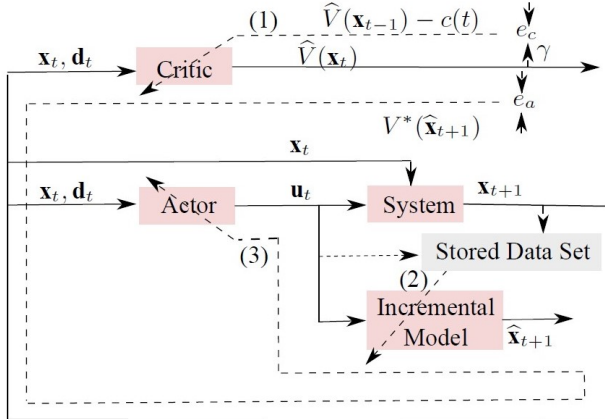 (1)
V̂(x_{t−1}) − c(t)
e_c
x_t, d_t
Critic
V̂(x_t)
γ
e_a
V*(x̂_{t+1})
x_t
x_t, d_t
Actor
u_t
System
x_{t+1}
(3)
Stored Data Set
(2)
Incremental
Model
x̂_{t+1}